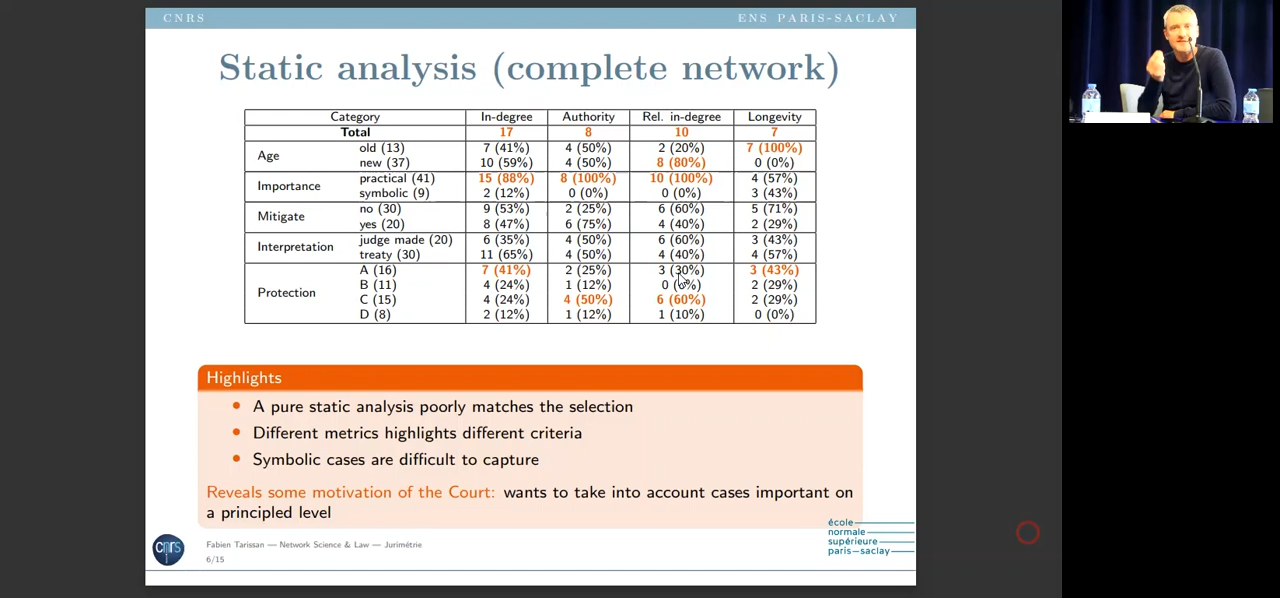 CNRS ENS PARIS-SACLAY
Static analysis (complete network)
Category In-degree Authority Rel. in-degree Longevity
Total 17 8 10 7
Age old (13) 7 (41%) 4 (50%) 2 (20%) 7 (100%)
new (37) 10 (59%) 4 (50%) 8 (80%) 0 (0%)
Importance practical (41) 15 (88%) 8 (100%) 10 (100%) 4 (57%)
symbolic (9) 2 (12%) 0 (0%) 0 (0%) 3 (43%)
Mitigate no (30) 9 (53%) 2 (25%) 6 (60%) 5 (71%)
yes (20) 8 (47%) 6 (75%) 4 (40%) 2 (29%)
Interpretation judge made (20) 6 (35%) 4 (50%) 6 (60%) 3 (43%)
treaty (30) 11 (65%) 4 (50%) 4 (40%) 4 (57%)
Protection A (16) 7 (41%) 2 (25%) 3 (30%) 3 (43%)
B (11) 4 (24%) 1 (12%) 0 (0%) 2 (29%)
C (15) 4 (24%) 4 (50%) 6 (60%) 2 (29%)
D (8) 2 (12%) 1 (12%) 1 (10%) 0 (0%)
Highlights
A pure static analysis poorly matches the selection
Different metrics highlights different criteria
Symbolic cases are difficult to capture
Reveals some motivation of the Court: wants to take into account cases important on
a principled level
école
normale
supérieure
paris-saclay
cnrs
Fabien Tarissan — Network Science & Law — Jurimétrie
6/15